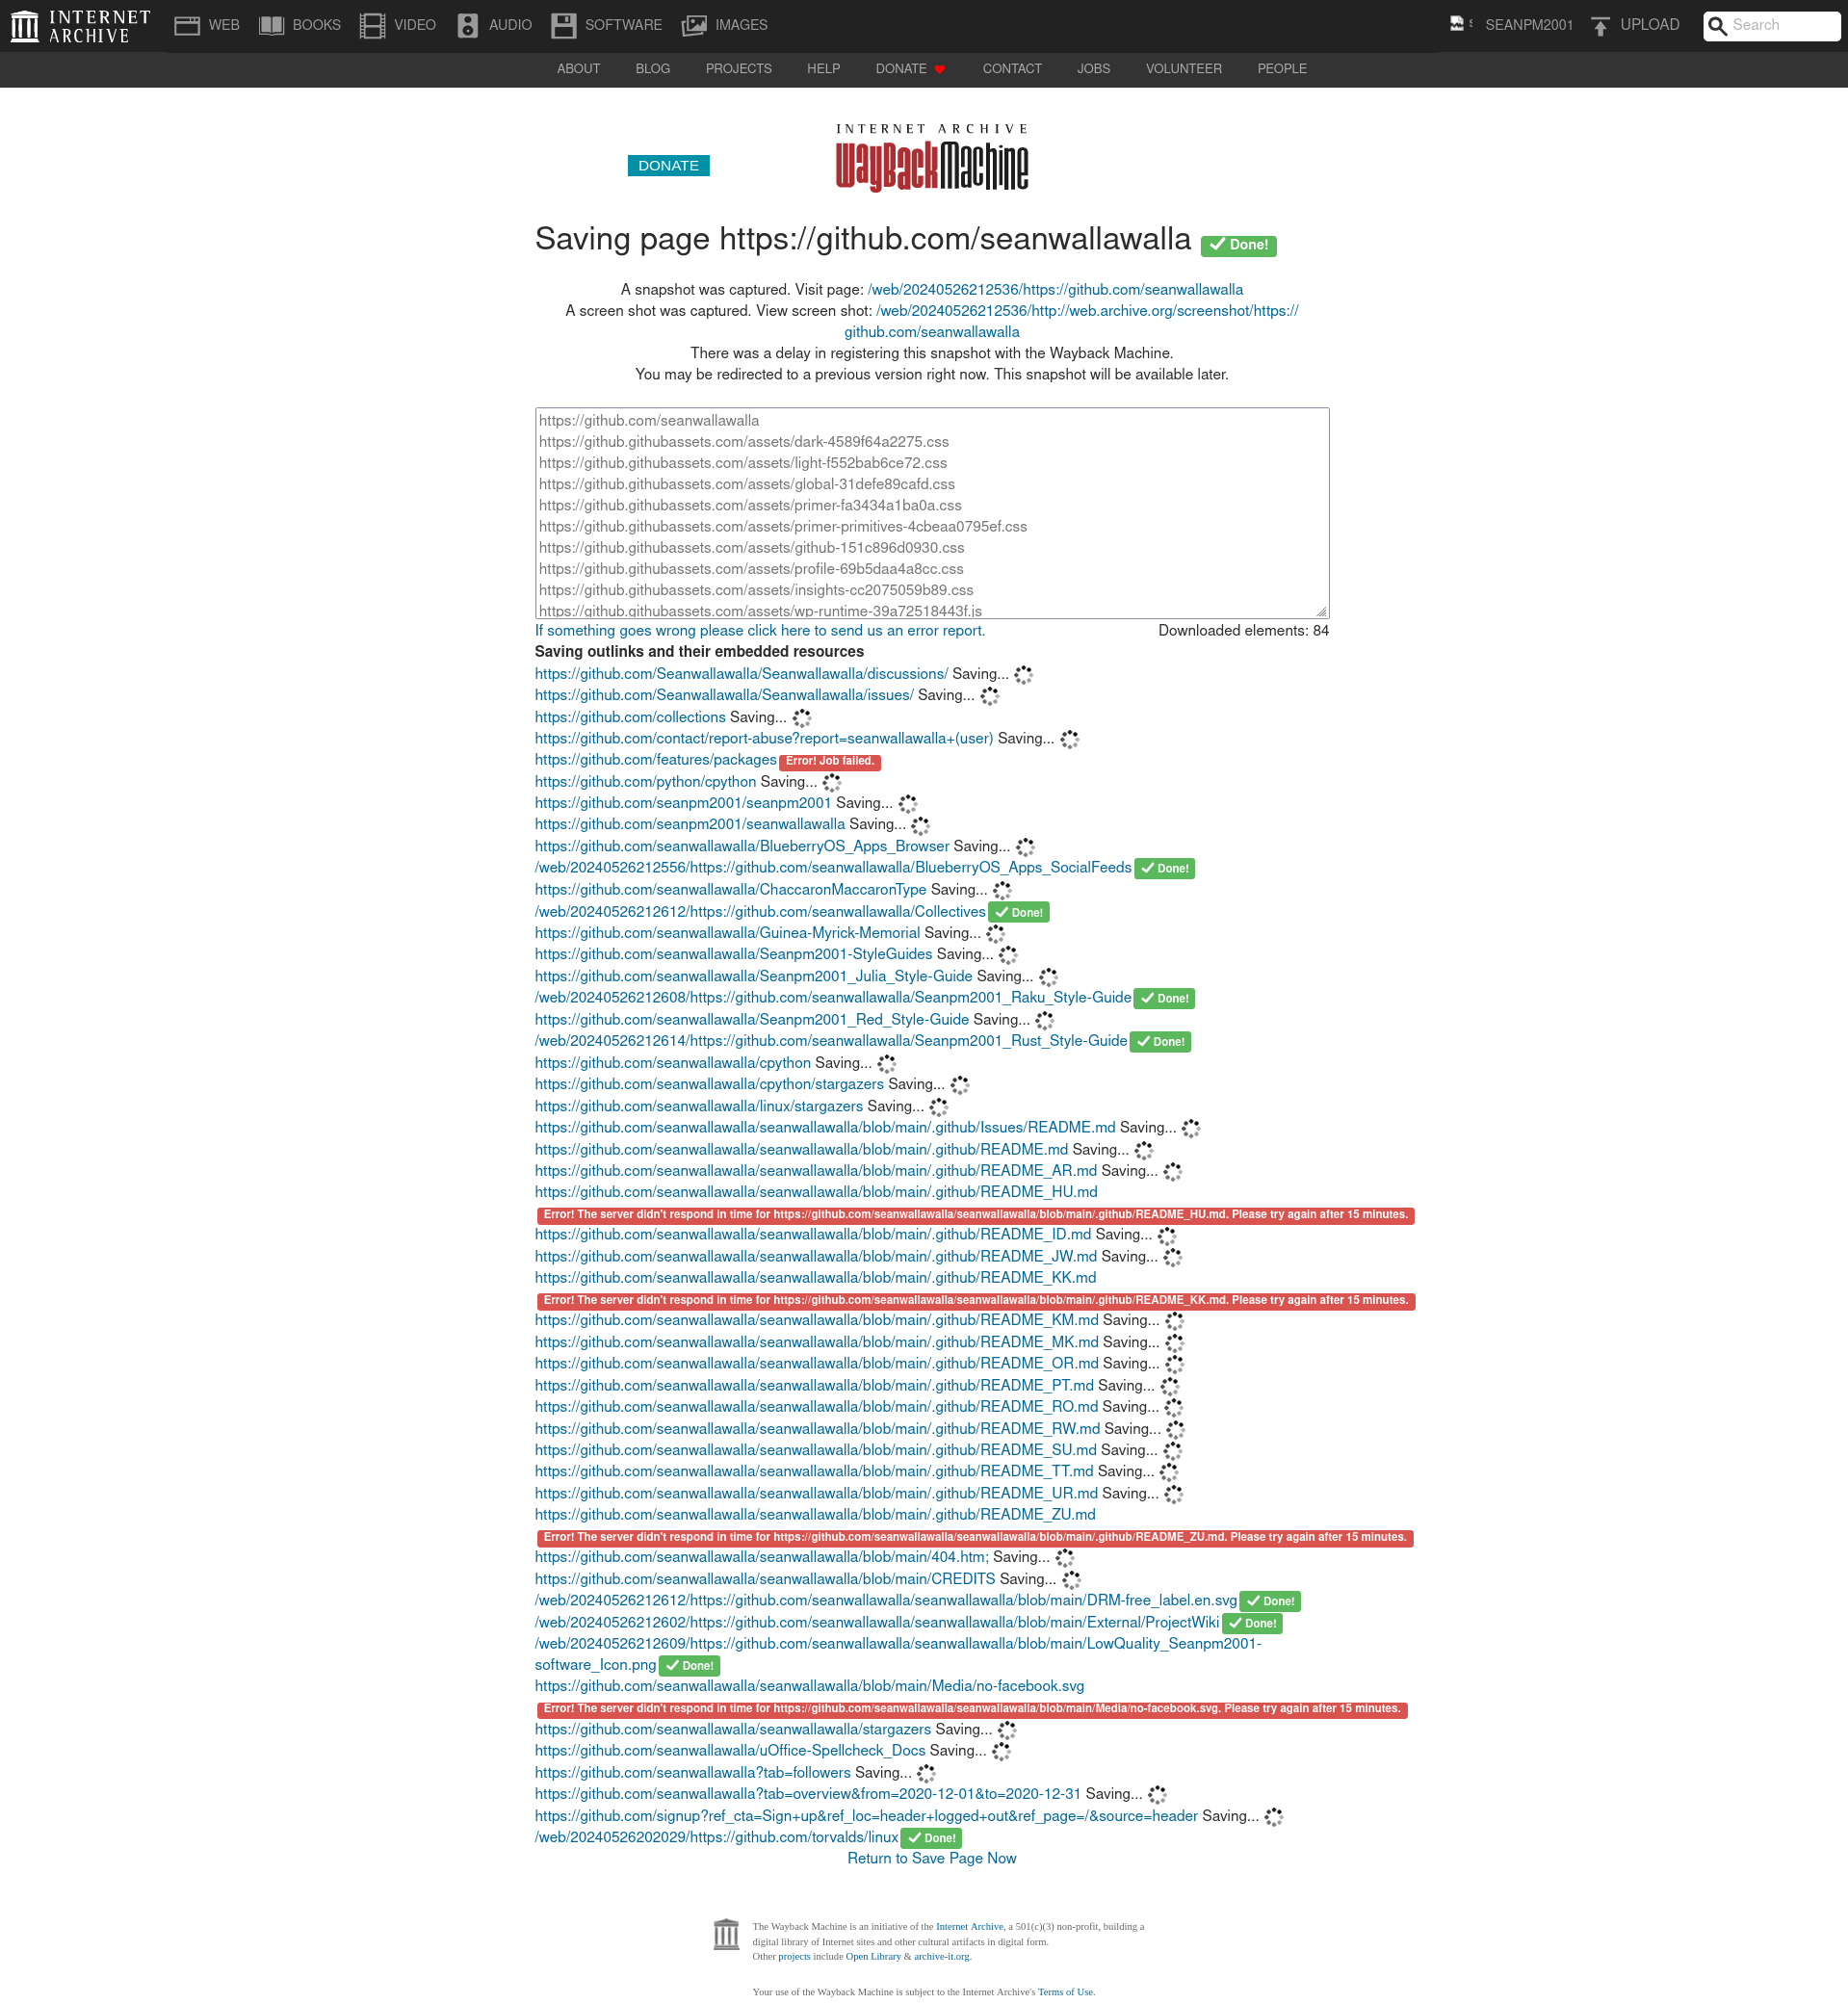 INTERNET ARCHIVE
WEB BOOKS VIDEO AUDIO SOFTWARE IMAGES SEANPM2001 UPLOAD Search
ABOUT BLOG PROJECTS HELP DONATE CONTACT JOBS VOLUNTEER PEOPLE
INTERNET ARCHIVE
DONATE
WayBackMachine
Saving page https://github.com/seanwallawalla Done!
A snapshot was captured. Visit page: /web/20240526212536/https://github.com/seanwallawalla
A screen shot was captured. View screen shot: /web/20240526212536/http://web.archive.org/screenshot/https://
github.com/seanwallawalla
There was a delay in registering this snapshot with the Wayback Machine.
You may be redirected to a previous version right now. This snapshot will be available later.
https://github.com/seanwallawalla
https://github.githubassets.com/assets/dark-4589f64a2275.css
https://github.githubassets.com/assets/light-f552bab6ce72.css
https://github.githubassets.com/assets/global-31defe89cafd.css
https://github.githubassets.com/assets/primer-fa3434a1ba0a.css
https://github.githubassets.com/assets/primer-primitives-4cbeaa0795ef.css
https://github.githubassets.com/assets/github-151c896d0930.css
https://github.githubassets.com/assets/profile-69b5daa4a8cc.css
https://github.githubassets.com/assets/insights-cc2075059b89.css
https://github.githubassets.com/assets/wp-runtime-39a72518443f.js
If something goes wrong please click here to send us an error report. Downloaded elements: 84
Saving outlinks and their embedded resources
https://github.com/Seanwallawalla/Seanwallawalla/discussions/ Saving...
https://github.com/Seanwallawalla/Seanwallawalla/issues/ Saving...
https://github.com/collections Saving...
https://github.com/contact/report-abuse?report=seanwallawalla+(user) Saving...
https://github.com/features/packages Error! Job failed.
https://github.com/python/cpython Saving...
https://github.com/seanpm2001/seanpm2001 Saving...
https://github.com/seanpm2001/seanwallawalla Saving...
https://github.com/seanwallawalla/BlueberryOS_Apps_Browser Saving...
/web/20240526212556/https://github.com/seanwallawalla/BlueberryOS_Apps_SocialFeeds Done!
https://github.com/seanwallawalla/ChaccaronMaccaronType Saving...
/web/20240526212612/https://github.com/seanwallawalla/Collectives Done!
https://github.com/seanwallawalla/Guinea-Myrick-Memorial Saving...
https://github.com/seanwallawalla/Seanpm2001-StyleGuides Saving...
https://github.com/seanwallawalla/Seanpm2001_Julia_Style-Guide Saving...
/web/20240526212608/https://github.com/seanwallawalla/Seanpm2001_Raku_Style-Guide Done!
https://github.com/seanwallawalla/Seanpm2001_Red_Style-Guide Saving...
/web/20240526212614/https://github.com/seanwallawalla/Seanpm2001_Rust_Style-Guide Done!
https://github.com/seanwallawalla/cpython Saving...
https://github.com/seanwallawalla/cpython/stargazers Saving...
https://github.com/seanwallawalla/linux/stargazers Saving...
https://github.com/seanwallawalla/seanwallawalla/blob/main/.github/Issues/README.md Saving...
https://github.com/seanwallawalla/seanwallawalla/blob/main/.github/README.md Saving...
https://github.com/seanwallawalla/seanwallawalla/blob/main/.github/README_AR.md Saving...
https://github.com/seanwallawalla/seanwallawalla/blob/main/.github/README_HU.md
Error! The server didn't respond in time for https://github.com/seanwallawalla/seanwallawalla/blob/main/.github/README_HU.md. Please try again after 15 minutes.
https://github.com/seanwallawalla/seanwallawalla/blob/main/.github/README_ID.md Saving...
https://github.com/seanwallawalla/seanwallawalla/blob/main/.github/README_JW.md Saving...
https://github.com/seanwallawalla/seanwallawalla/blob/main/.github/README_KK.md
Error! The server didn't respond in time for https://github.com/seanwallawalla/seanwallawalla/blob/main/.github/README_KK.md. Please try again after 15 minutes.
https://github.com/seanwallawalla/seanwallawalla/blob/main/.github/README_KM.md Saving...
https://github.com/seanwallawalla/seanwallawalla/blob/main/.github/README_MK.md Saving...
https://github.com/seanwallawalla/seanwallawalla/blob/main/.github/README_OR.md Saving...
https://github.com/seanwallawalla/seanwallawalla/blob/main/.github/README_PT.md Saving...
https://github.com/seanwallawalla/seanwallawalla/blob/main/.github/README_RO.md Saving...
https://github.com/seanwallawalla/seanwallawalla/blob/main/.github/README_RW.md Saving...
https://github.com/seanwallawalla/seanwallawalla/blob/main/.github/README_SU.md Saving...
https://github.com/seanwallawalla/seanwallawalla/blob/main/.github/README_TT.md Saving...
https://github.com/seanwallawalla/seanwallawalla/blob/main/.github/README_UR.md Saving...
https://github.com/seanwallawalla/seanwallawalla/blob/main/.github/README_ZU.md
Error! The server didn't respond in time for https://github.com/seanwallawalla/seanwallawalla/blob/main/.github/README_ZU.md. Please try again after 15 minutes.
https://github.com/seanwallawalla/seanwallawalla/blob/main/404.htm; Saving...
https://github.com/seanwallawalla/seanwallawalla/blob/main/CREDITS Saving...
/web/20240526212612/https://github.com/seanwallawalla/seanwallawalla/blob/main/DRM-free_label.en.svg Done!
/web/20240526212602/https://github.com/seanwallawalla/seanwallawalla/blob/main/External/ProjectWiki Done!
/web/20240526212609/https://github.com/seanwallawalla/seanwallawalla/blob/main/LowQuality_Seanpm2001-
software_Icon.png Done!
https://github.com/seanwallawalla/seanwallawalla/blob/main/Media/no-facebook.svg
Error! The server didn't respond in time for https://github.com/seanwallawalla/seanwallawalla/blob/main/Media/no-facebook.svg. Please try again after 15 minutes.
https://github.com/seanwallawalla/seanwallawalla/stargazers Saving...
https://github.com/seanwallawalla/uOffice-Spellcheck_Docs Saving...
https://github.com/seanwallawalla?tab=followers Saving...
https://github.com/seanwallawalla?tab=overview&from=2020-12-01&to=2020-12-31 Saving...
https://github.com/signup?ref_cta=Sign+up&ref_loc=header+logged+out&ref_page=/&source=header Saving...
/web/20240526202029/https://github.com/torvalds/linux Done!
Return to Save Page Now
The Wayback Machine is an initiative of the Internet Archive, a 501(c)(3) non-profit, building a
digital library of Internet sites and other cultural artifacts in digital form.
Other projects include Open Library & archive-it.org.
Your use of the Wayback Machine is subject to the Internet Archive's Terms of Use.